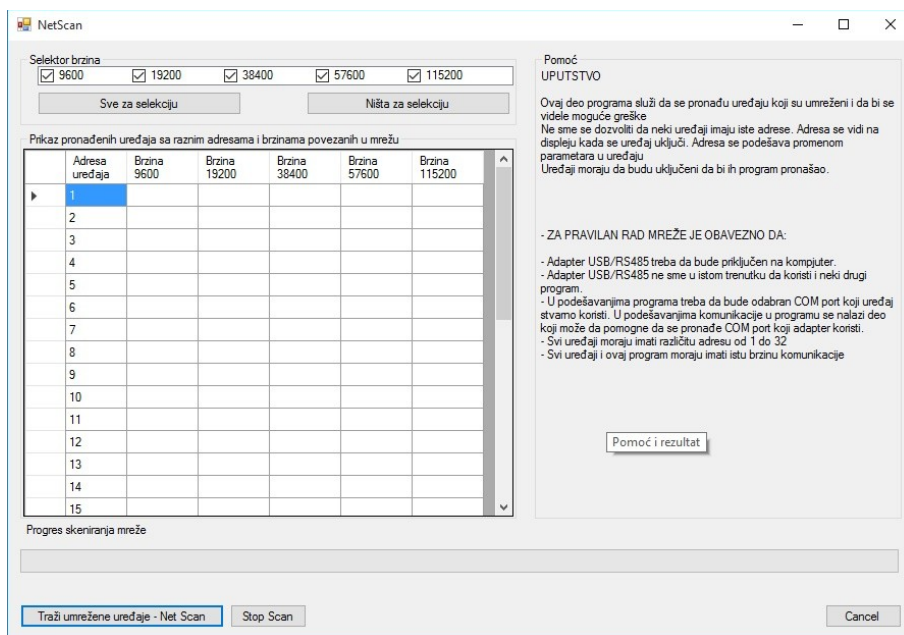 NetScan
Selektor brzina
9600 19200 38400 57600 115200
Sve za selekciju Ništa za selekciju
Prikaz pronađenih uređaja sa raznim adresama i brzinama povezanih u mrežu
Adresa uređaja Brzina 9600 Brzina 19200 Brzina 38400 Brzina 57600 Brzina 115200
1
2
3
4
5
6
7
8
9
10
11
12
13
14
15
Progres skeniranja mreže
Traži umrežene uređaje - Net Scan Stop Scan
Pomoć
UPUTSTVO
Ovaj deo programa služi da se pronađu uređaju koji su umreženi i da bi se
videle moguće greške
Ne sme se dozvoliti da neki uređaji imaju iste adrese. Adresa se vidi na
displeju kada se uređaj uključi. Adresa se podešava promenom
parametara u uređaju
Uređaji moraju da budu uključeni da bi ih program pronašao.
- ZA PRAVILAN RAD MREŽE JE OBAVEZNO DA:
- Adapter USB/RS485 treba da bude priključen na kompjuter.
- Adapter USB/RS485 ne sme u istom trenutku da koristi i neki drugi
program.
- U podešavanjima programa treba da bude odabran COM port koji uređaj
stvarno koristi. U podešavanjima komunikacije u programu se nalazi deo
koji može da pomogne da se pronađe COM port koji adapter koristi.
- Svi uređaji moraju imati različitu adresu od 1 do 32
- Svi uređaji i ovaj program moraju imati istu brzinu komunikacije
Pomoć i rezultat
Cancel